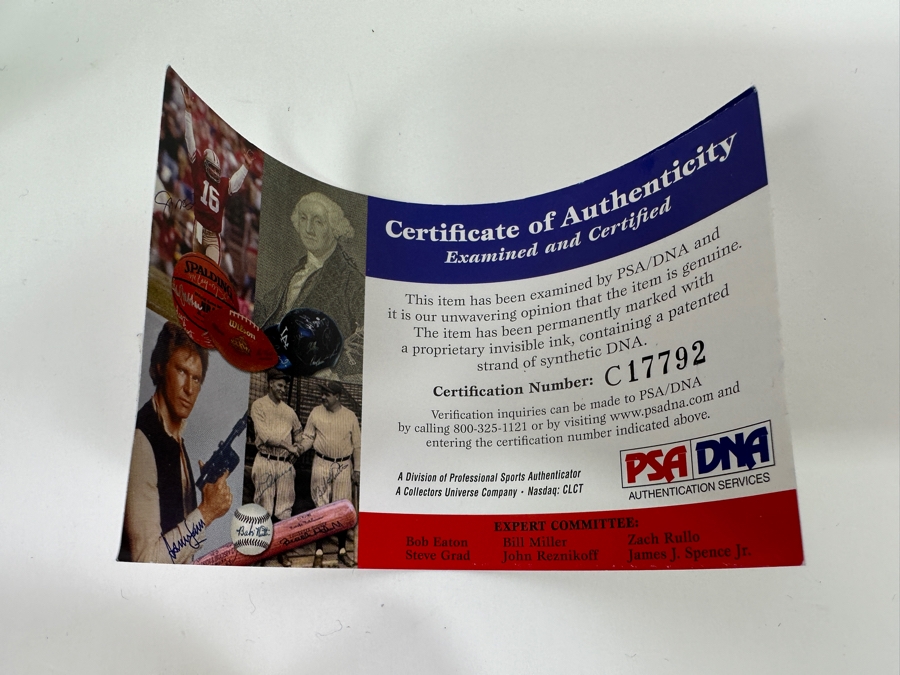 Certificate of Authenticity
Examined and Certified
This item has been examined by PSA/DNA and
it is our unwavering opinion that the item is genuine.
The item has been permanently marked with
a proprietary invisible ink, containing a patented
strand of synthetic DNA.
Certification Number: C17792
Verification inquiries can be made to PSA/DNA
by calling 800-325-1121 or by visiting www.psadna.com and
entering the certification number indicated above.
A Division of Professional Sports Authenticator
A Collectors Universe Company · Nasdaq: CLCT
PSA DNA
AUTHENTICATION SERVICES
EXPERT COMMITTEE:
Bob Eaton Bill Miller Zach Rullo
Steve Grad John Reznikoff James J. Spence Jr.
16
SPALDING
Wilson
LA
Babe Ruth